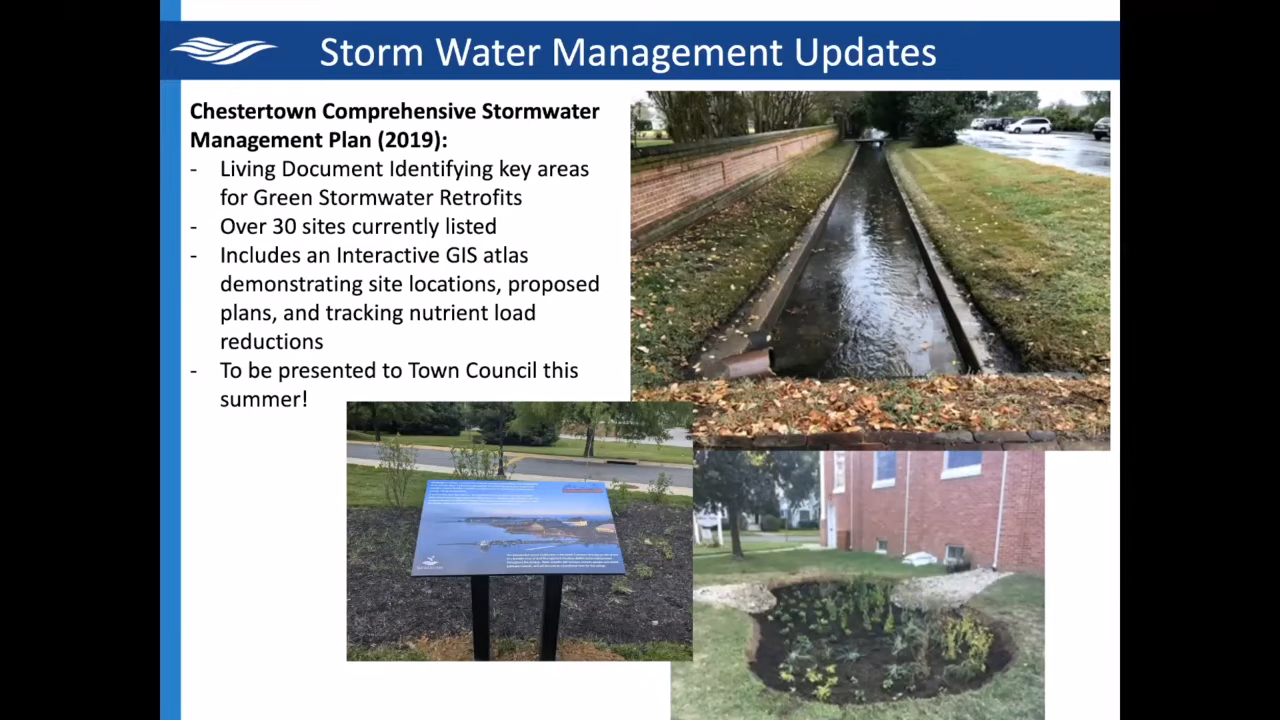 Storm Water Management Updates
Chestertown Comprehensive Stormwater
Management Plan (2019):
- Living Document Identifying key areas
for Green Stormwater Retrofits
- Over 30 sites currently listed
- Includes an Interactive GIS atlas
demonstrating site locations, proposed
plans, and tracking nutrient load
reductions
- To be presented to Town Council this
summer!